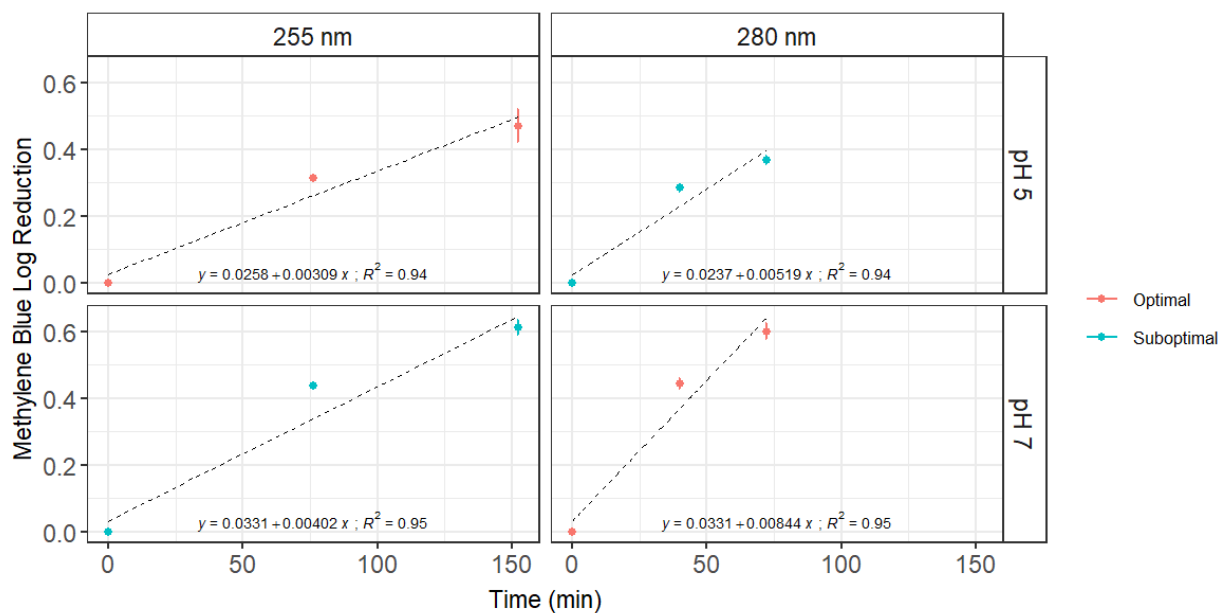 255 nm
280 nm
Methylene Blue Log Reduction
0.6
0.4
0.2
0.0
y = 0.0258 + 0.00309 x ; R² = 0.94
y = 0.0237 + 0.00519 x ; R² = 0.94
pH 5
0.6
0.4
0.2
0.0
y = 0.0331 + 0.00402 x ; R² = 0.95
y = 0.0331 + 0.00844 x ; R² = 0.95
pH 7
0 50 100 150
0 50 100 150
Time (min)
Optimal
Suboptimal